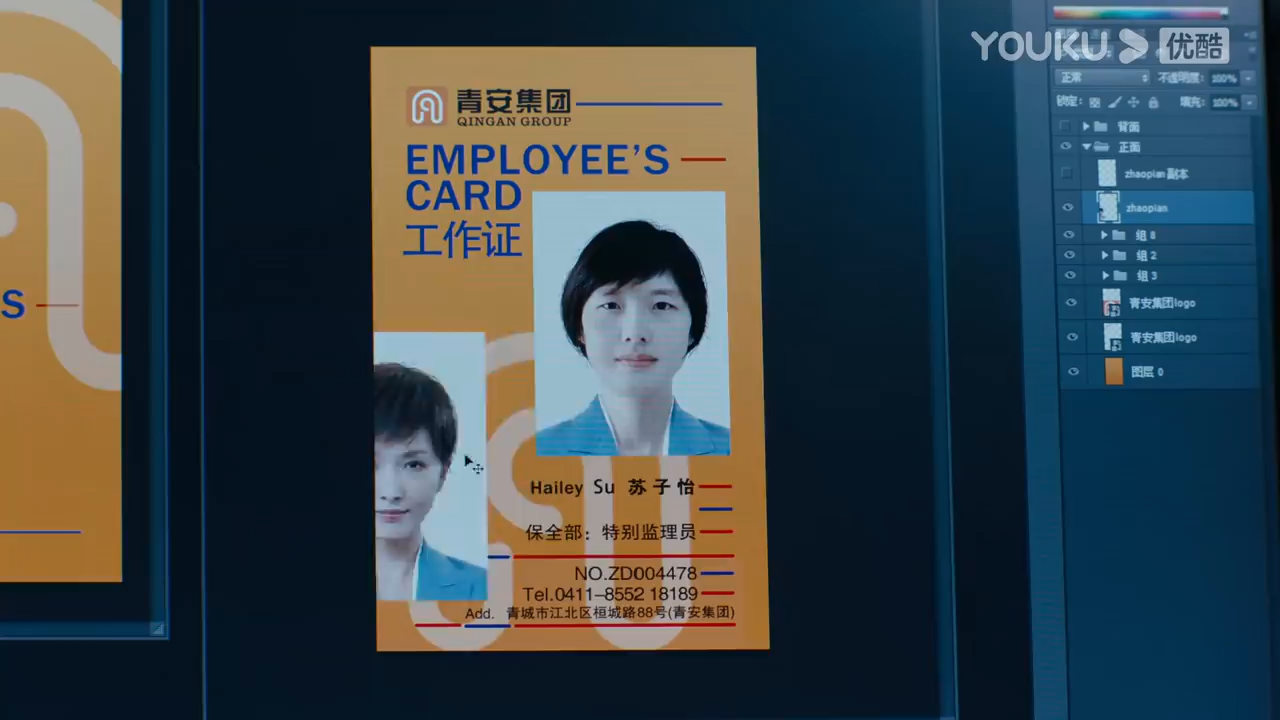 YOUKU 优酷
青安集团
QINGAN GROUP
EMPLOYEE'S
CARD
工作证
Hailey Su 苏子怡
保全部：特别监理员
NO.ZD004478
Tel.0411–8552 18189
Add. 青城市江北区桓城路88号(青安集团)
S
正常 不透明度: 100%
锁定: 填充: 100%
背面
正面
zhaopian 副本
zhaopian
组 8
组 2
组 3
青安集团logo
青安集团logo
图层 0